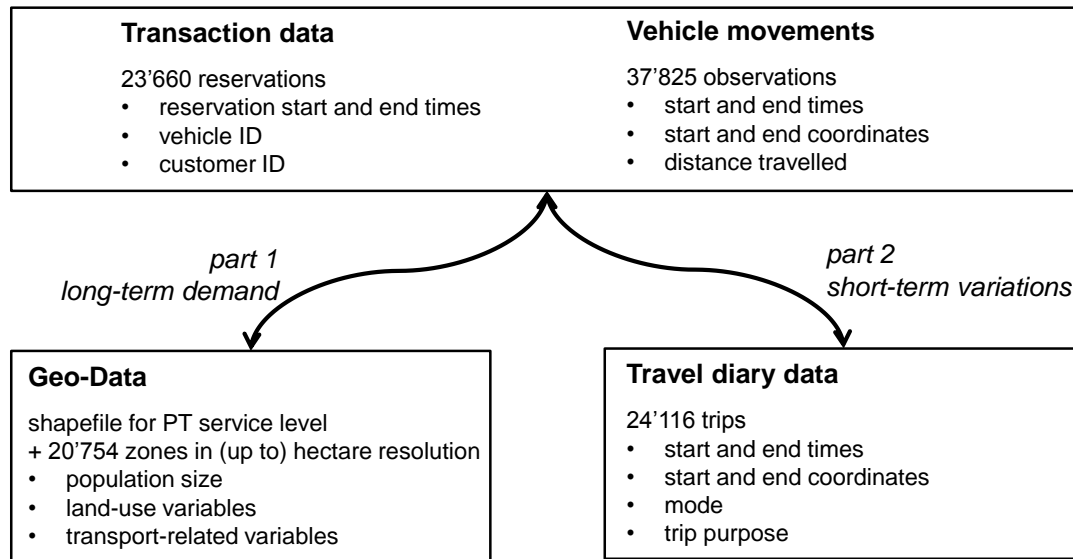 Transaction data
23’660 reservations
• reservation start and end times
• vehicle ID
• customer ID
Vehicle movements
37’825 observations
• start and end times
• start and end coordinates
• distance travelled
part 1
long-term demand
part 2
short-term variations
Geo-Data
shapefile for PT service level
+ 20’754 zones in (up to) hectare resolution
• population size
• land-use variables
• transport-related variables
Travel diary data
24’116 trips
• start and end times
• start and end coordinates
• mode
• trip purpose